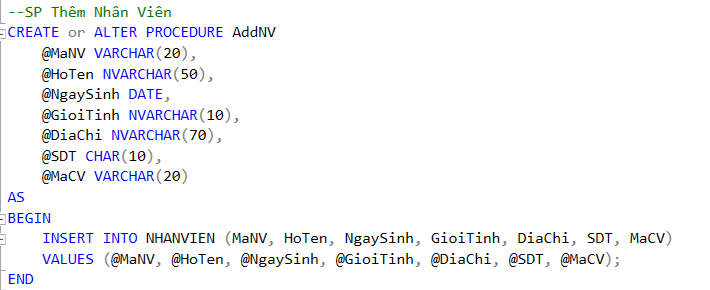 --SP Thêm Nhân Viên
CREATE or ALTER PROCEDURE AddNV
@MaNV VARCHAR(20),
@HoTen NVARCHAR(50),
@NgaySinh DATE,
@GioiTinh NVARCHAR(10),
@DiaChi NVARCHAR(70),
@SDT CHAR(10),
@MaCV VARCHAR(20)
AS
BEGIN
INSERT INTO NHANVIEN (MaNV, HoTen, NgaySinh, GioiTinh, DiaChi, SDT, MaCV)
VALUES (@MaNV, @HoTen, @NgaySinh, @GioiTinh, @DiaChi, @SDT, @MaCV);
END